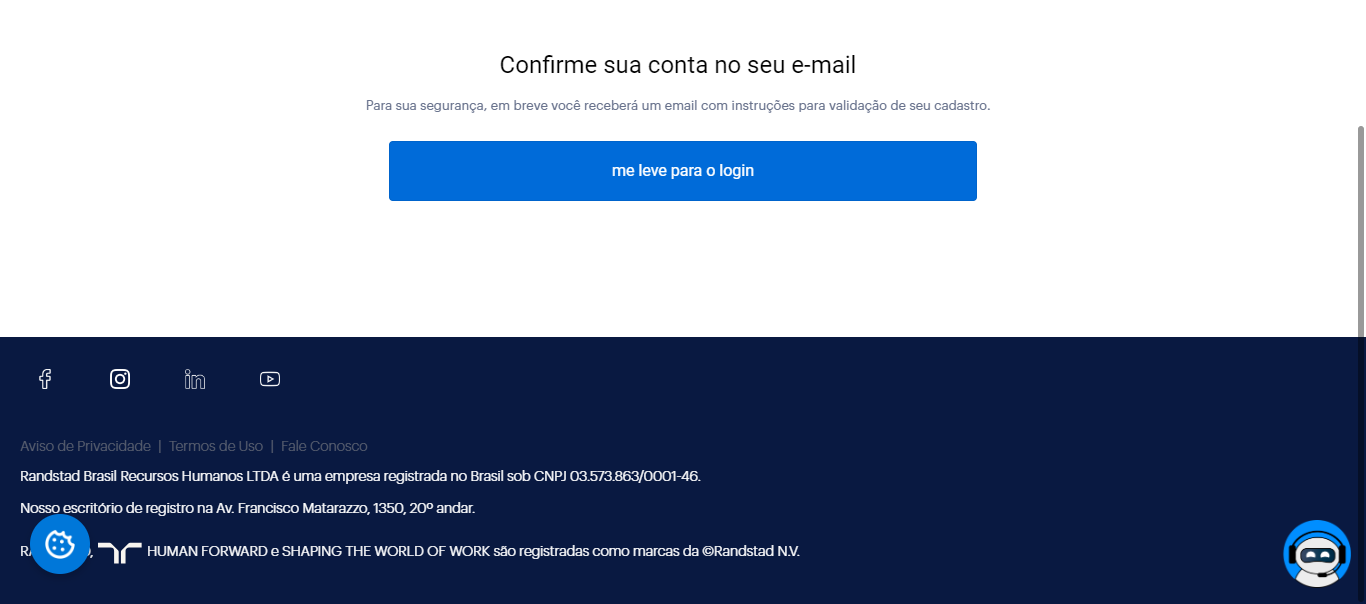 Confirme sua conta no seu e-mail
Para sua segurança, em breve você receberá um email com instruções para validação de seu cadastro.
me leve para o login
Aviso de Privacidade | Termos de Uso | Fale Conosco
Randstad Brasil Recursos Humanos LTDA é uma empresa registrada no Brasil sob CNPJ 03.573.863/0001-46.
Nosso escritório de registro na Av. Francisco Matarazzo, 1350, 20º andar.
HUMAN FORWARD e SHAPING THE WORLD OF WORK são registradas como marcas da ©Randstad N.V.